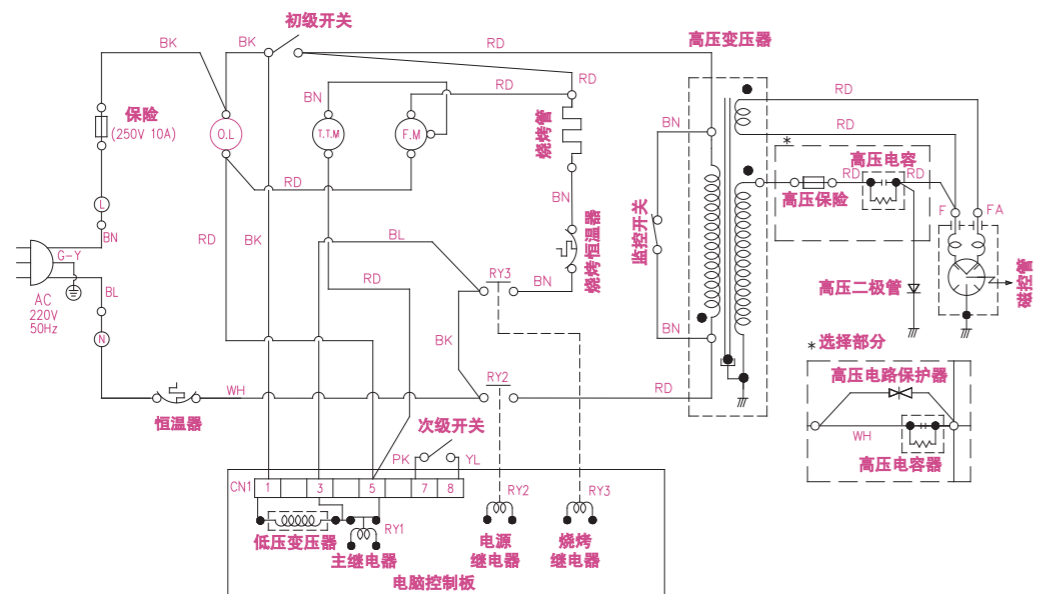 初级开关
高压变压器
BK
BK
RD
RD
RD
BN
保险
(250V 10A)
O.L
T.T.M
F.M
烧烤管
BN
RD
RD
*
高压电容
RD
RD
高压保险
RD
BN
L
BN
G-Y
RD
BK
BL
监控开关
烧烤恒温器
F
FA
AC
220V
50Hz
BL
RD
RY3
BN
高压二极管
磁控管
N
BK
BN
*选择部分
WH
RY2
RD
高压电路保护器
恒温器
次级开关
WH
PK
YL
高压电容器
CN1
1
3
5
7
8
RY2
RY3
RY1
低压变压器
主继电器
电源
继电器
烧烤
继电器
电脑控制板